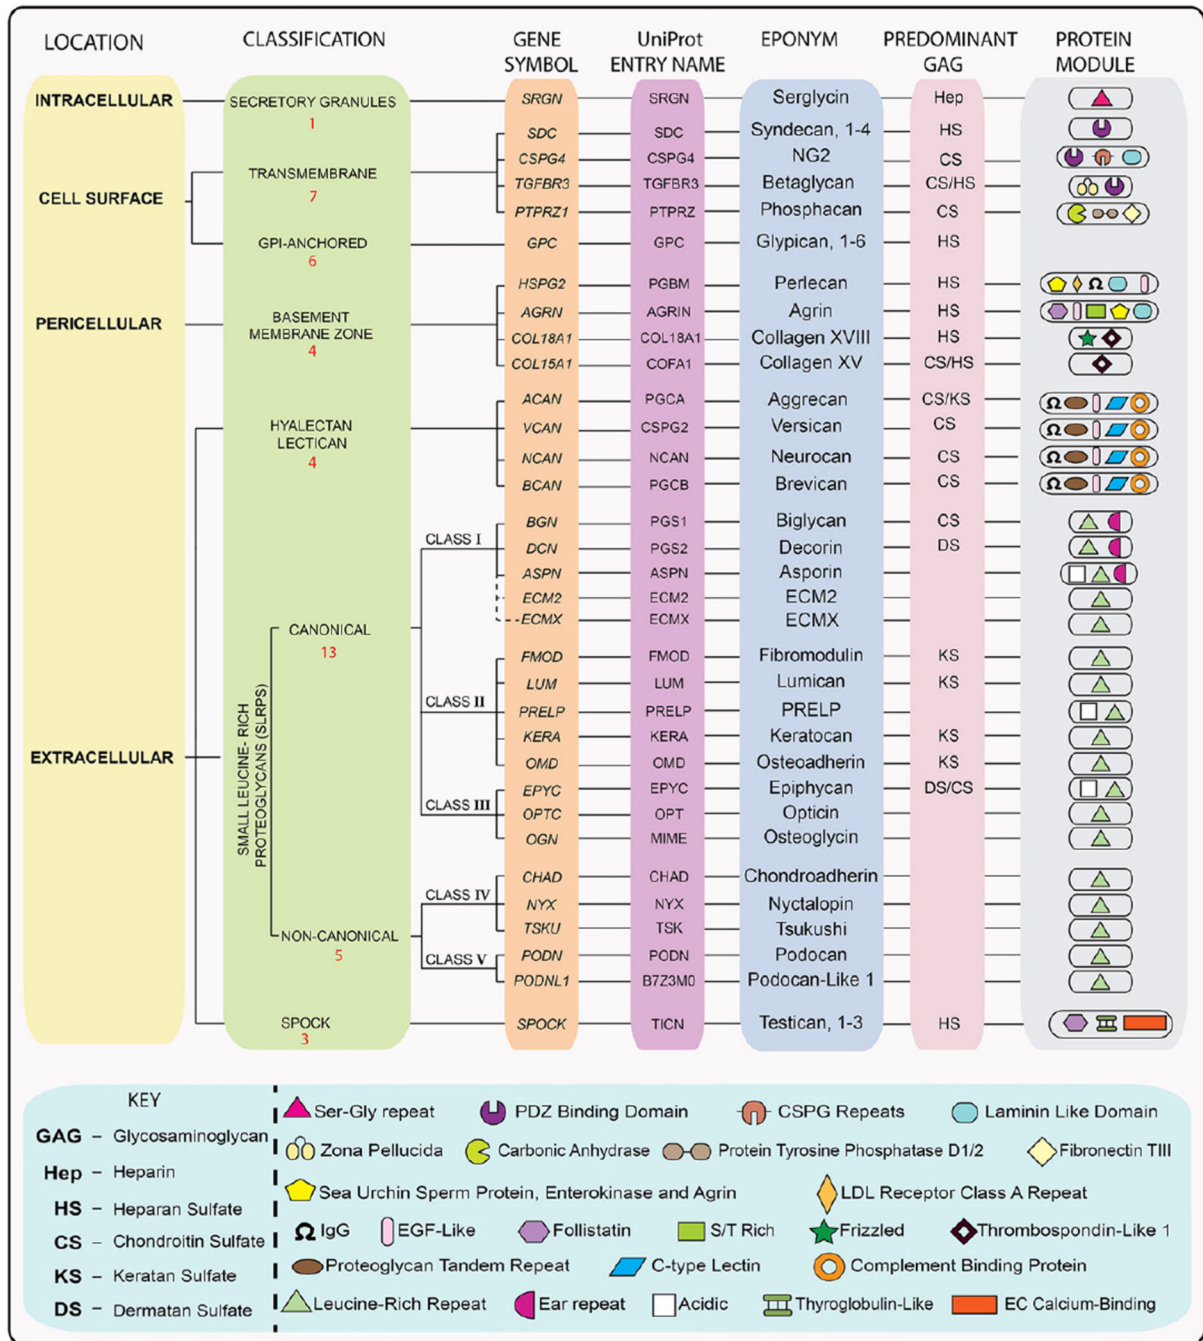 LOCATION CLASSIFICATION GENE SYMBOL UniProt ENTRY NAME EPONYM PREDOMINANT GAG PROTEIN MODULE
INTRACELLULAR SECRETORY GRANULES SRGN SRGN Serglycin Hep
1
SDC SDC Syndecan, 1-4 HS
CSPG4 CSPG4 NG2 CS
TRANSMEMBRANE TGFBR3 TGFBR3 Betaglycan CS/HS
7
CELL SURFACE
PTPRZ1 PTPRZ Phosphacan CS
GPI-ANCHORED GPC GPC Glypican, 1-6 HS
6
HSPG2 PGBM Perlecan HS
PERICELLULAR BASEMENT MEMBRANE ZONE AGRN AGRIN Agrin HS
4
COL18A1 COL18A1 Collagen XVIII HS
COL15A1 COFA1 Collagen XV CS/HS
ACAN PGCA Aggrecan CS/KS
HYALECTAN LECTICAN VCAN CSPG2 Versican CS
4
NCAN NCAN Neurocan CS
BCAN PGCB Brevican CS
BGN PGS1 Biglycan CS
CLASS I DCN PGS2 Decorin DS
ASPN ASPN Asporin
ECM2 ECM2 ECM2
ECMX ECMX ECMX
CANONICAL
13
FMOD FMOD Fibromodulin KS
LUM LUM Lumican KS
CLASS II PRELP PRELP PRELP
KERA KERA Keratocan KS
EXTRACELLULAR
OMD OMD Osteoadherin KS
SMALL LEUCINE- RICH
PROTEOGLYCANS (SLRPS)
EPYC EPYC Epiphycan DS/CS
CLASS III OPTC OPT Opticin
OGN MIME Osteoglycin
CHAD CHAD Chondroadherin
CLASS IV NYX NYX Nyctalopin
TSKU TSK Tsukushi
NON-CANONICAL
5
CLASS V PODN PODN Podocan
PODNL1 B7Z3M0 Podocan-Like 1
SPOCK SPOCK TICN Testican, 1-3 HS
3
KEY
GAG – Glycosaminoglycan
Hep – Heparin
HS – Heparan Sulfate
CS – Chondroitin Sulfate
KS – Keratan Sulfate
DS – Dermatan Sulfate
Ser-Gly repeat PDZ Binding Domain CSPG Repeats Laminin Like Domain
Zona Pellucida Carbonic Anhydrase Protein Tyrosine Phosphatase D1/2 Fibronectin TIII
Sea Urchin Sperm Protein, Enterokinase and Agrin LDL Receptor Class A Repeat
Ω IgG EGF-Like Follistatin S/T Rich Frizzled Thrombospondin-Like 1
Proteoglycan Tandem Repeat C-type Lectin Complement Binding Protein
Leucine-Rich Repeat Ear repeat Acidic Thyroglobulin-Like EC Calcium-Binding